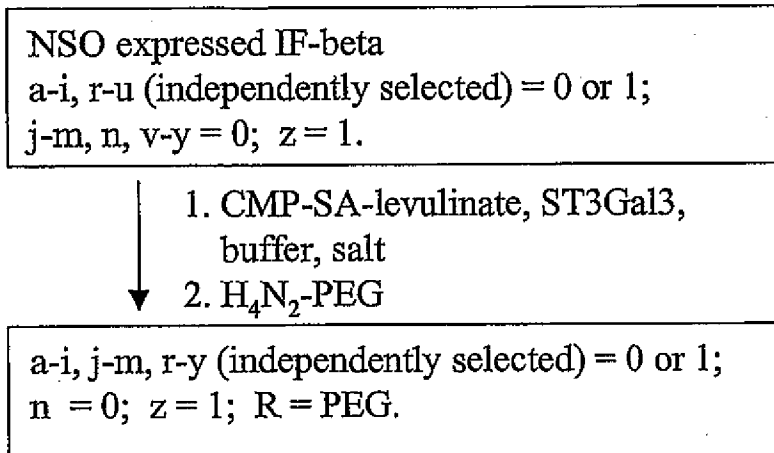 NSO expressed IF-beta
a-i, r-u (independently selected) = 0 or 1;
j-m, n, v-y = 0; z = 1.
1. CMP-SA-levulinate, ST3Gal3,
buffer, salt
2. H₄N₂-PEG
a-i, j-m, r-y (independently selected) = 0 or 1;
n = 0; z = 1; R = PEG.